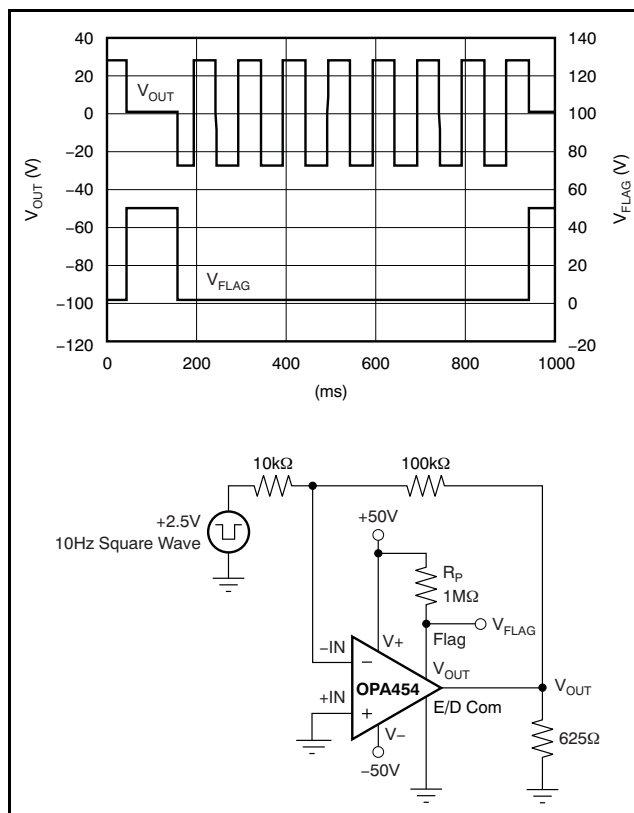 40
20
0
−20
−40
−60
−80
−100
−120
V_OUT (V)
140
120
100
80
60
40
20
0
−20
V_FLAG (V)
V_OUT
V_FLAG
0 200 400 600 800 1000
(ms)
10kΩ
100kΩ
+2.5V
10Hz Square Wave
+50V
R_P
1MΩ
V_FLAG
Flag
−IN
V+
V_OUT
OPA454
V_OUT
+IN
E/D Com
V−
−50V
625Ω